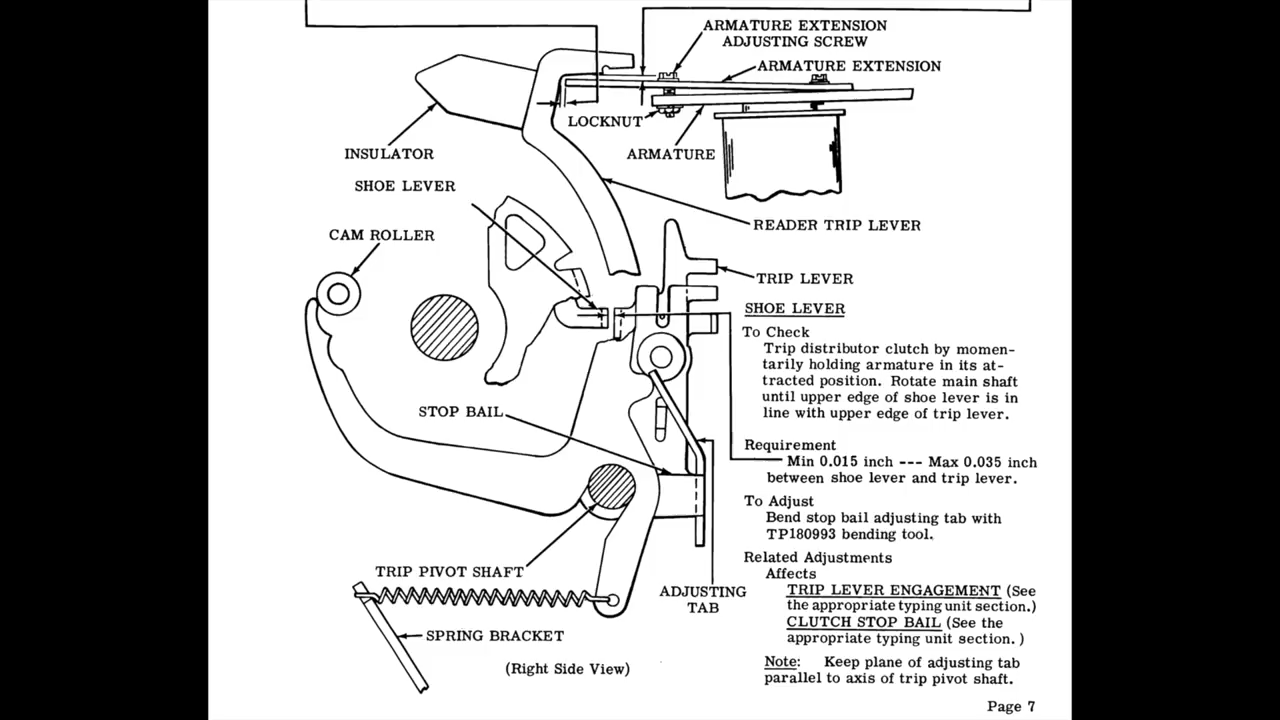 ARMATURE EXTENSION
ADJUSTING SCREW
ARMATURE EXTENSION
LOCKNUT
INSULATOR
ARMATURE
SHOE LEVER
READER TRIP LEVER
CAM ROLLER
TRIP LEVER
SHOE LEVER
To Check
Trip distributor clutch by momen-
tarily holding armature in its at-
tracted position. Rotate main shaft
until upper edge of shoe lever is in
line with upper edge of trip lever.
STOP BAIL
Requirement
Min 0.015 inch --- Max 0.035 inch
between shoe lever and trip lever.
To Adjust
Bend stop bail adjusting tab with
TP180993 bending tool.
Related Adjustments
Affects
TRIP LEVER ENGAGEMENT (See
the appropriate typing unit section.)
CLUTCH STOP BAIL (See the
appropriate typing unit section. )
Note: Keep plane of adjusting tab
parallel to axis of trip pivot shaft.
TRIP PIVOT SHAFT
ADJUSTING
TAB
SPRING BRACKET
(Right Side View)
Page 7